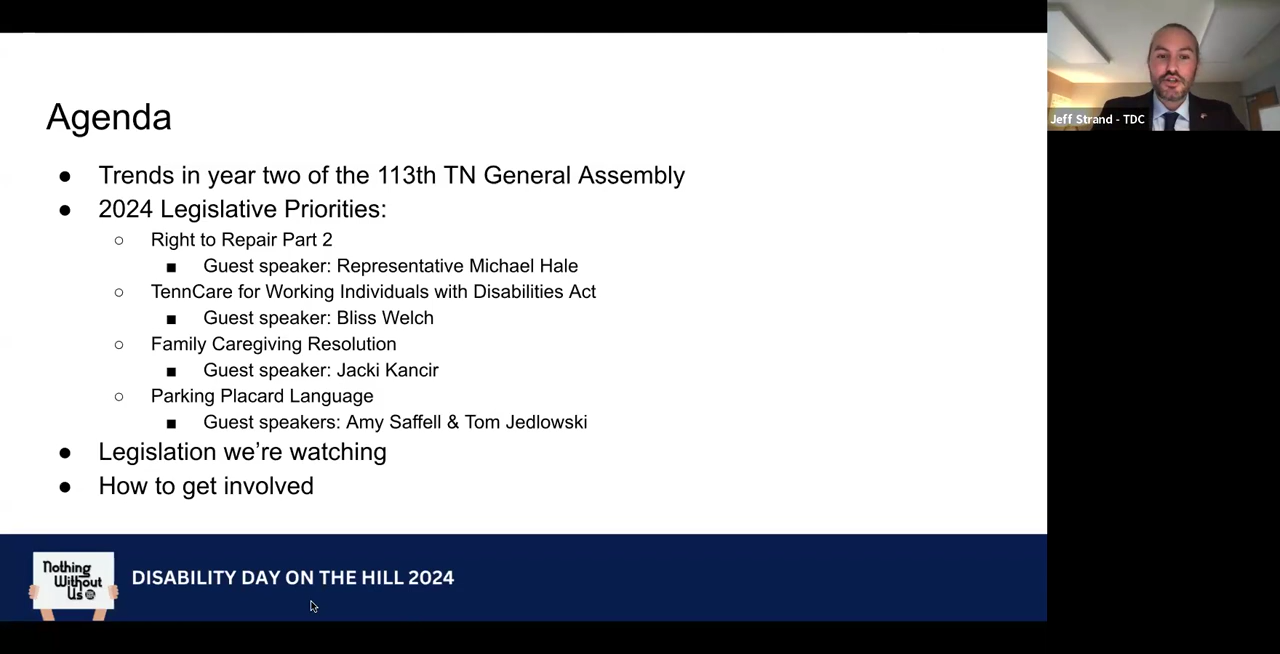 Agenda
● Trends in year two of the 113th TN General Assembly
● 2024 Legislative Priorities:
○ Right to Repair Part 2
■ Guest speaker: Representative Michael Hale
○ TennCare for Working Individuals with Disabilities Act
■ Guest speaker: Bliss Welch
○ Family Caregiving Resolution
■ Guest speaker: Jacki Kancir
○ Parking Placard Language
■ Guest speakers: Amy Saffell & Tom Jedlowski
● Legislation we’re watching
● How to get involved
Nothing
Without
Us
DISABILITY DAY ON THE HILL 2024
Jeff Strand - TDC